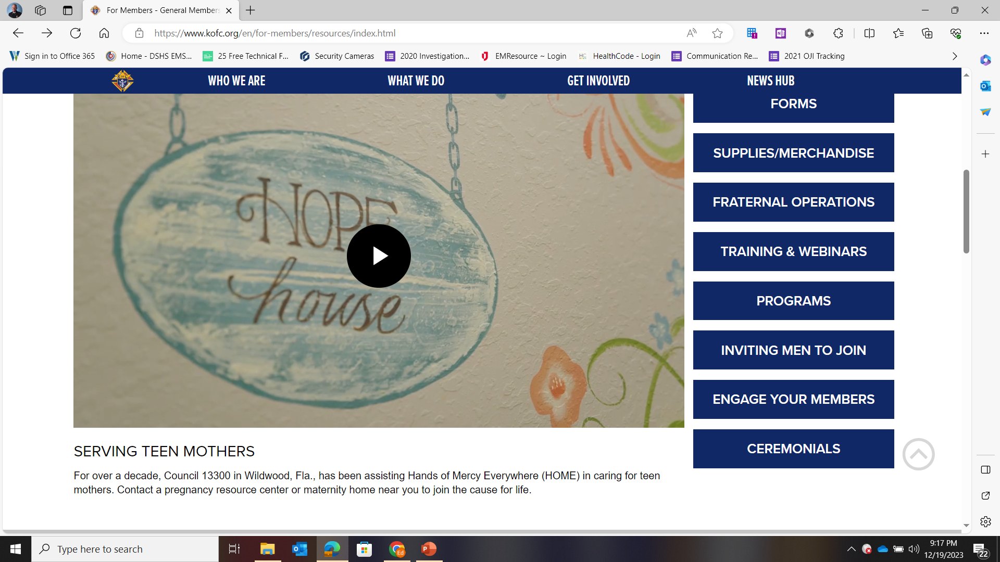 For Members - General Members
https://www.kofc.org/en/for-members/resources/index.html
Sign in to Office 365
Home - DSHS EMS...
25 Free Technical F...
Security Cameras
2020 Investigation...
EMResource ~ Login
HC
HealthCode - Login
Communication Re...
2021 OJI Tracking
WHO WE ARE
WHAT WE DO
GET INVOLVED
NEWS HUB
HOPE
house
FORMS
SUPPLIES/MERCHANDISE
FRATERNAL OPERATIONS
TRAINING & WEBINARS
PROGRAMS
INVITING MEN TO JOIN
ENGAGE YOUR MEMBERS
CEREMONIALS
SERVING TEEN MOTHERS
For over a decade, Council 13300 in Wildwood, Fla., has been assisting Hands of Mercy Everywhere (HOME) in caring for teen
mothers. Contact a pregnancy resource center or maternity home near you to join the cause for life.
Type here to search
Ed
9:17 PM
12/19/2023
22